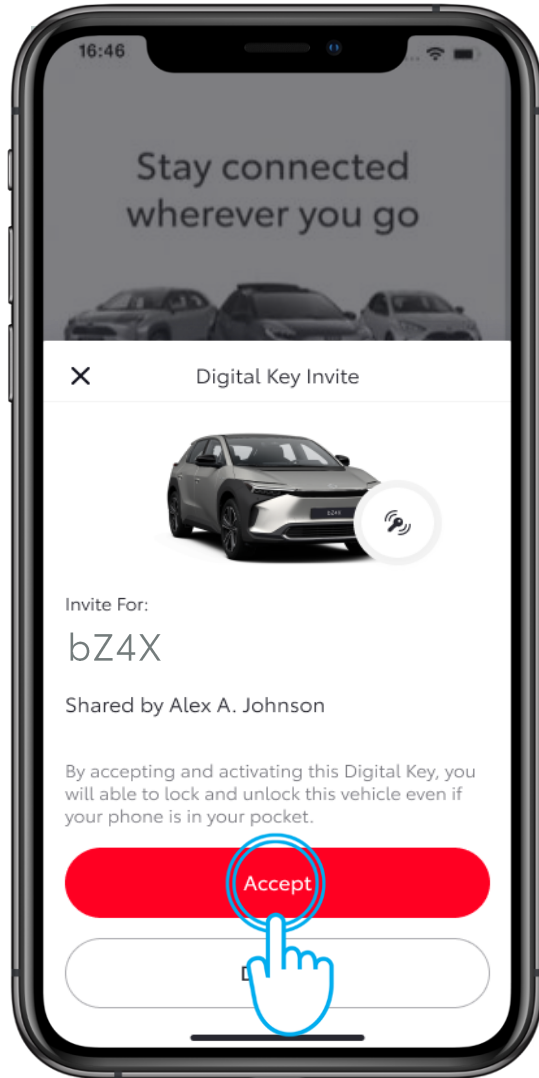 16:46
Stay connected
wherever you go
Digital Key Invite
bZ4X
Invite For:
bZ4X
Shared by Alex A. Johnson
By accepting and activating this Digital Key, you
will able to lock and unlock this vehicle even if
your phone is in your pocket.
Accept